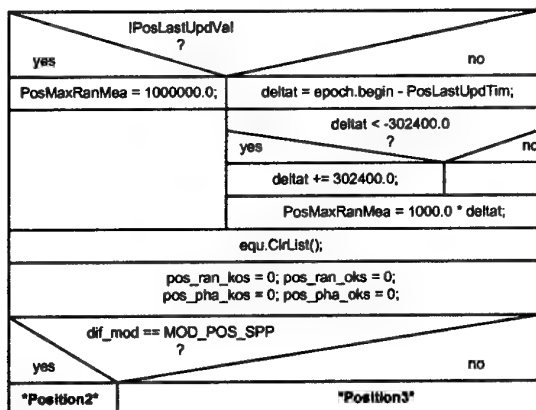 !PosLastUpdVal
?
yes
no
PosMaxRanMea = 1000000.0;
deltat = epoch.begin - PosLastUpdTim;
deltat < -302400.0
?
yes
no
deltat += 302400.0;
PosMaxRanMea = 1000.0 * deltat;
equ.ClrList();
pos_ran_kos = 0; pos_ran_oks = 0;
pos_pha_kos = 0; pos_pha_oks = 0;
dif_mod == MOD_POS_SPP
?
yes
no
"Position2"
"Position3"